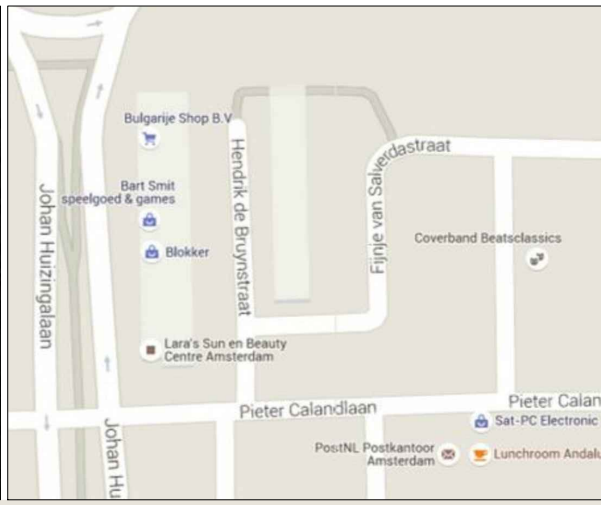 Bulgarije Shop B.V
Bart Smit
speelgoed & games
Blokker
Johan Huizingalaan
Hendrik de Bruynstraat
Fijnje van Salverdastraat
Coverband Beatsclassics
Lara's Sun en Beauty
Centre Amsterdam
Pieter Calandlaan
Pieter Calan
Sat-PC Electronic
PostNL Postkantoor
Amsterdam
Lunchroom Andalu
Johan Hu